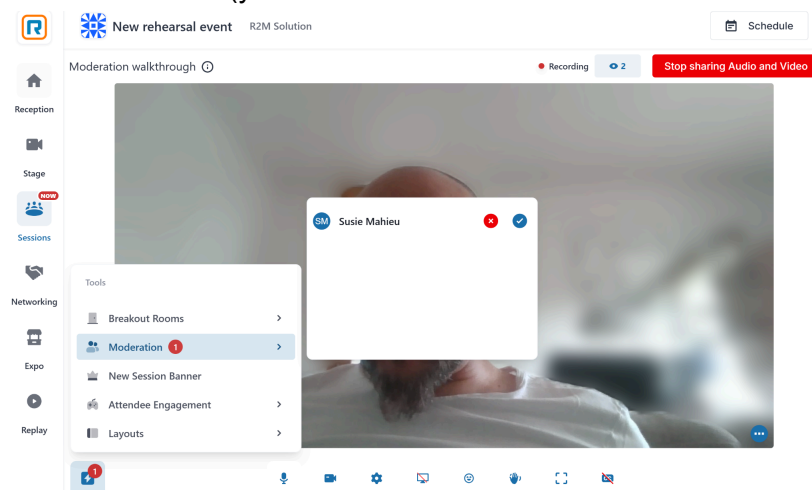 New rehearsal event R2M Solution
Schedule
Moderation walkthrough
Recording
2
Stop sharing Audio and Video
Reception
Stage
NOW
Sessions
Networking
Expo
Replay
SM Susie Mahieu
Tools
Breakout Rooms
Moderation 1
New Session Banner
Attendee Engagement
Layouts
1